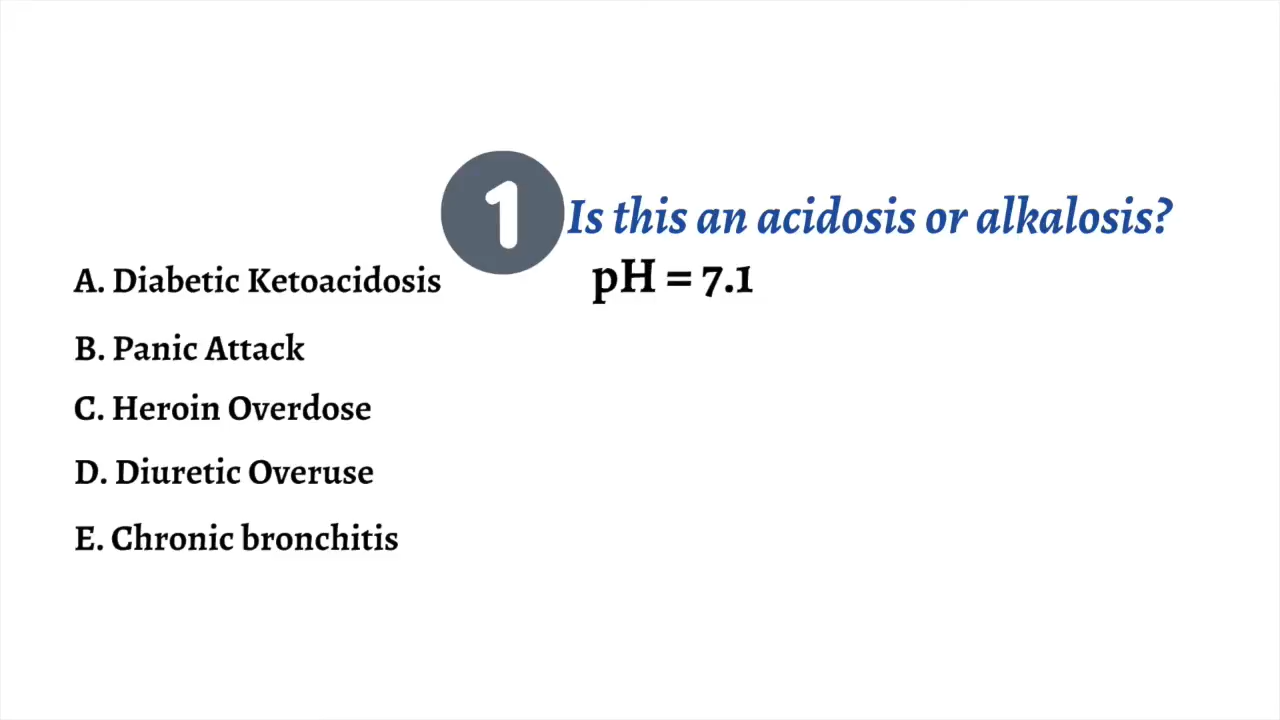 1 Is this an acidosis or alkalosis?
pH = 7.1
A. Diabetic Ketoacidosis
B. Panic Attack
C. Heroin Overdose
D. Diuretic Overuse
E. Chronic bronchitis